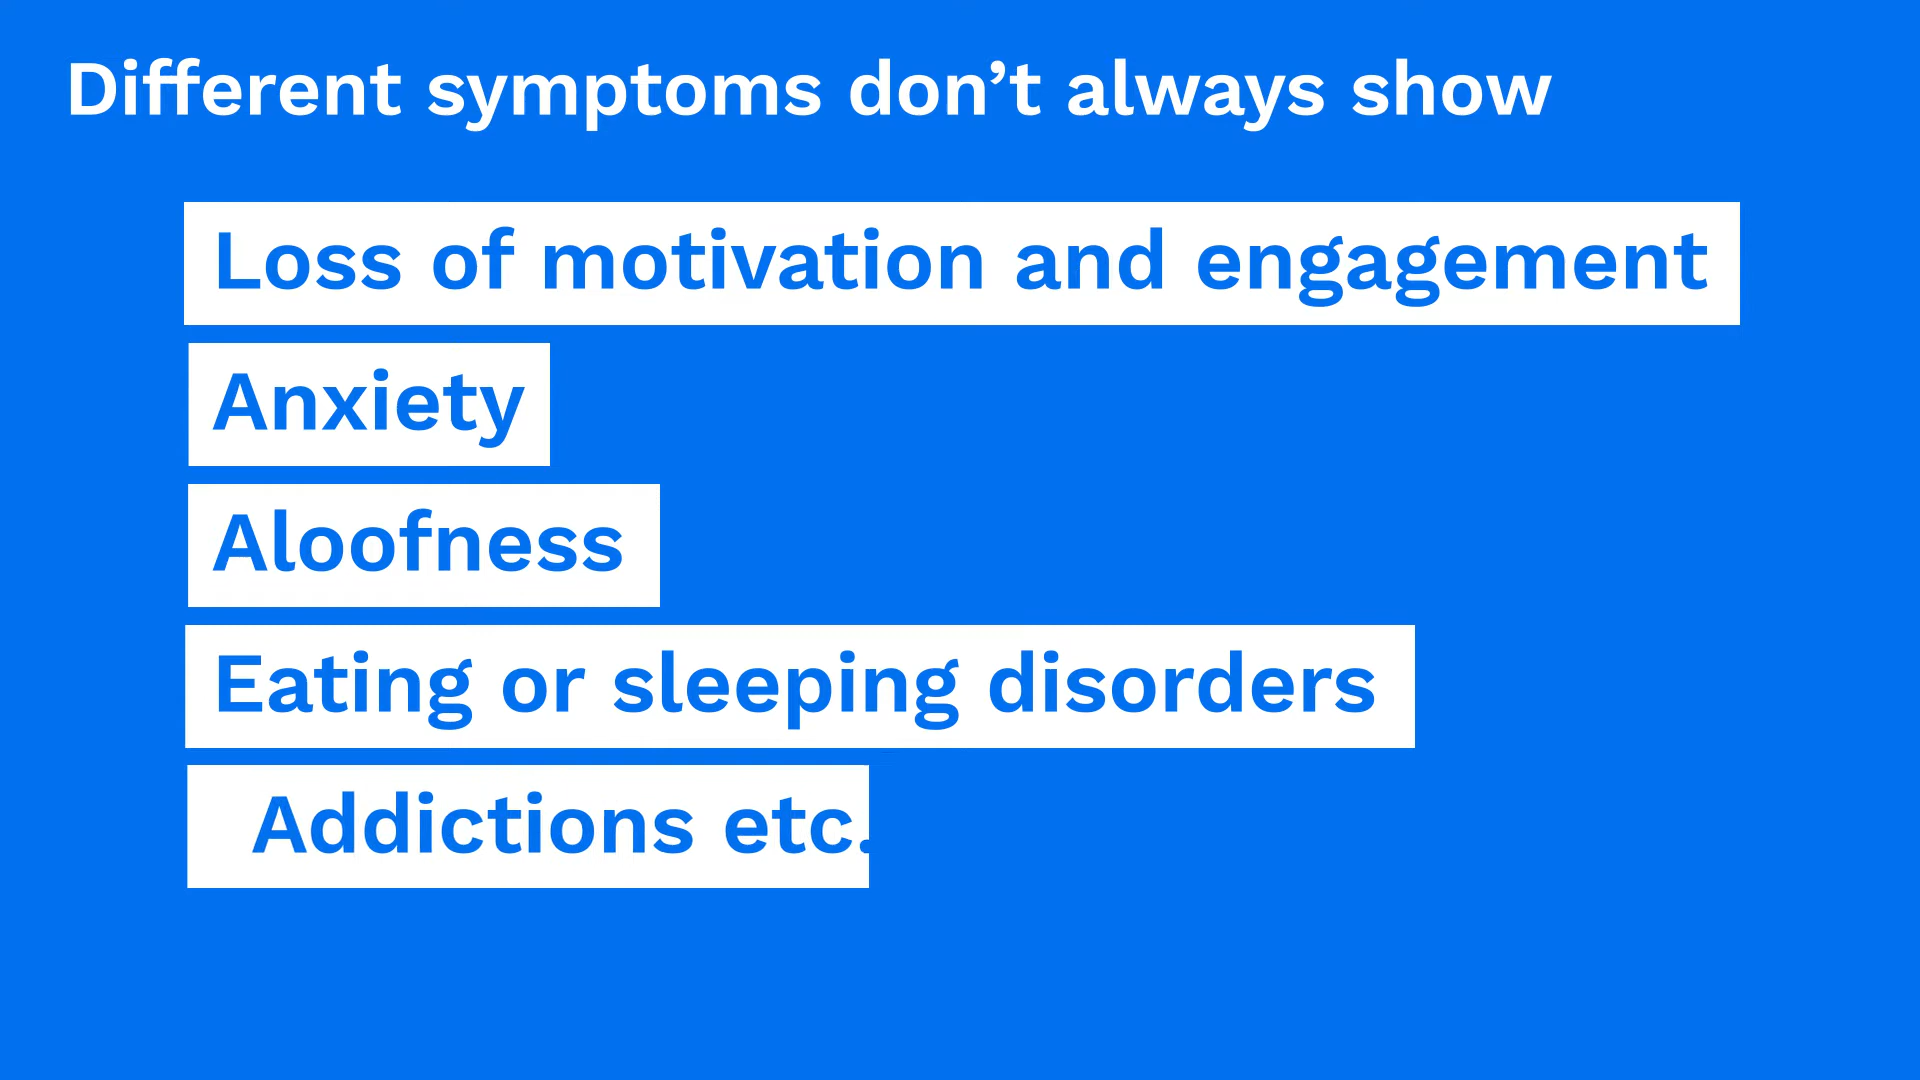 Different symptoms don’t always show
Loss of motivation and engagement
Anxiety
Aloofness
Eating or sleeping disorders
Addictions etc.